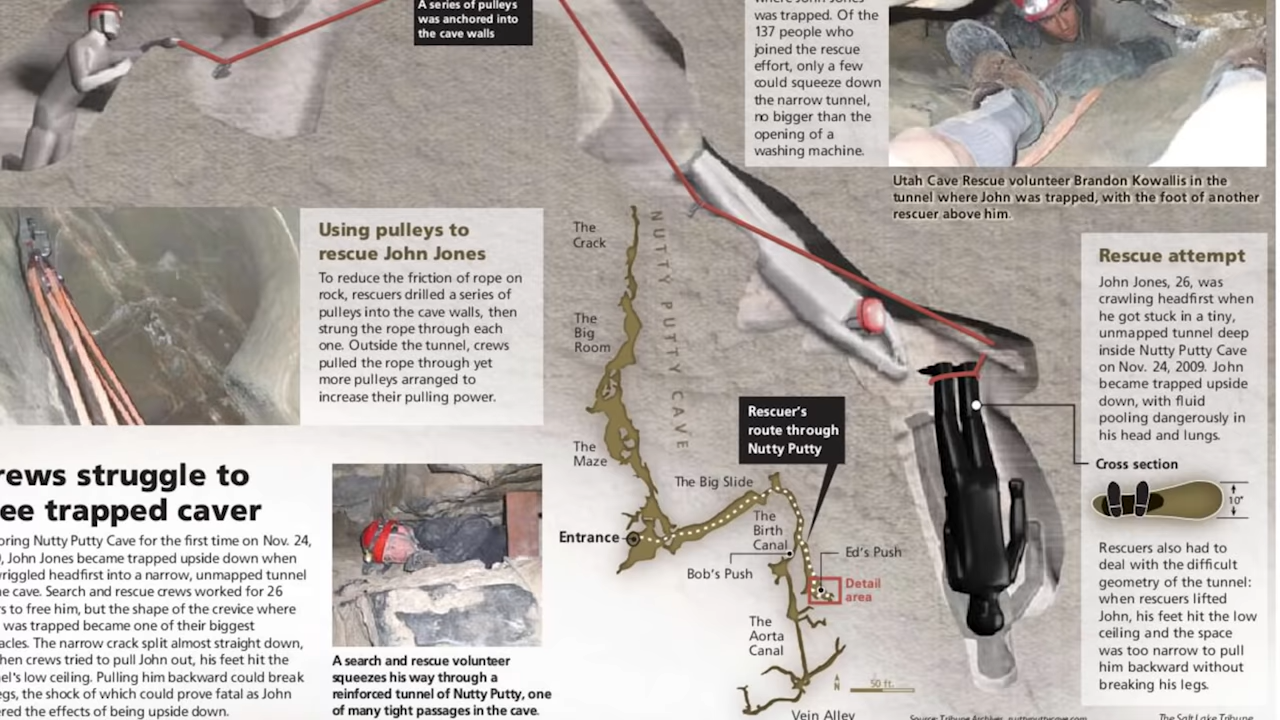 A series of pulleys
was anchored into
the cave walls
where John Jones
was trapped. Of the
137 people who
joined the rescue
effort, only a few
could squeeze down
the narrow tunnel,
no bigger than the
opening of a
washing machine.
Utah Cave Rescue volunteer Brandon Kowallis in the
tunnel where John was trapped, with the foot of another
rescuer above him.
Using pulleys to
rescue John Jones
To reduce the friction of rope on
rock, rescuers drilled a series of
pulleys into the cave walls, then
strung the rope through each
one. Outside the tunnel, crews
pulled the rope through yet
more pulleys arranged to
increase their pulling power.
The
Crack
NUTTY PUTTY CAVE
The
Big
Room
The
Maze
Rescuer's
route through
Nutty Putty
The Big Slide
Entrance
The
Birth
Canal
Bob's Push
Ed's Push
Detail
area
The
Aorta
Canal
A
N
50 ft.
Vein Alley
Rescue attempt
John Jones, 26, was
crawling headfirst when
he got stuck in a tiny,
unmapped tunnel deep
inside Nutty Putty Cave
on Nov. 24, 2009. John
became trapped upside
down, with fluid
pooling dangerously in
his head and lungs.
Cross section
10"
Rescuers also had to
deal with the difficult
geometry of the tunnel:
when rescuers lifted
John, his feet hit the low
ceiling and the space
was too narrow to pull
him backward without
breaking his legs.
rews struggle to
ee trapped caver
oring Nutty Putty Cave for the first time on Nov. 24,
, John Jones became trapped upside down when
wriggled headfirst into a narrow, unmapped tunnel
e cave. Search and rescue crews worked for 26
rs to free him, but the shape of the crevice where
was trapped became one of their biggest
acles. The narrow crack split almost straight down,
hen crews tried to pull John out, his feet hit the
nel's low ceiling. Pulling him backward could break
egs, the shock of which could prove fatal as John
ered the effects of being upside down.
A search and rescue volunteer
squeezes his way through a
reinforced tunnel of Nutty Putty, one
of many tight passages in the cave.
Source: Tribune Archives, nuttyputtycave.com
The Salt Lake Tribune